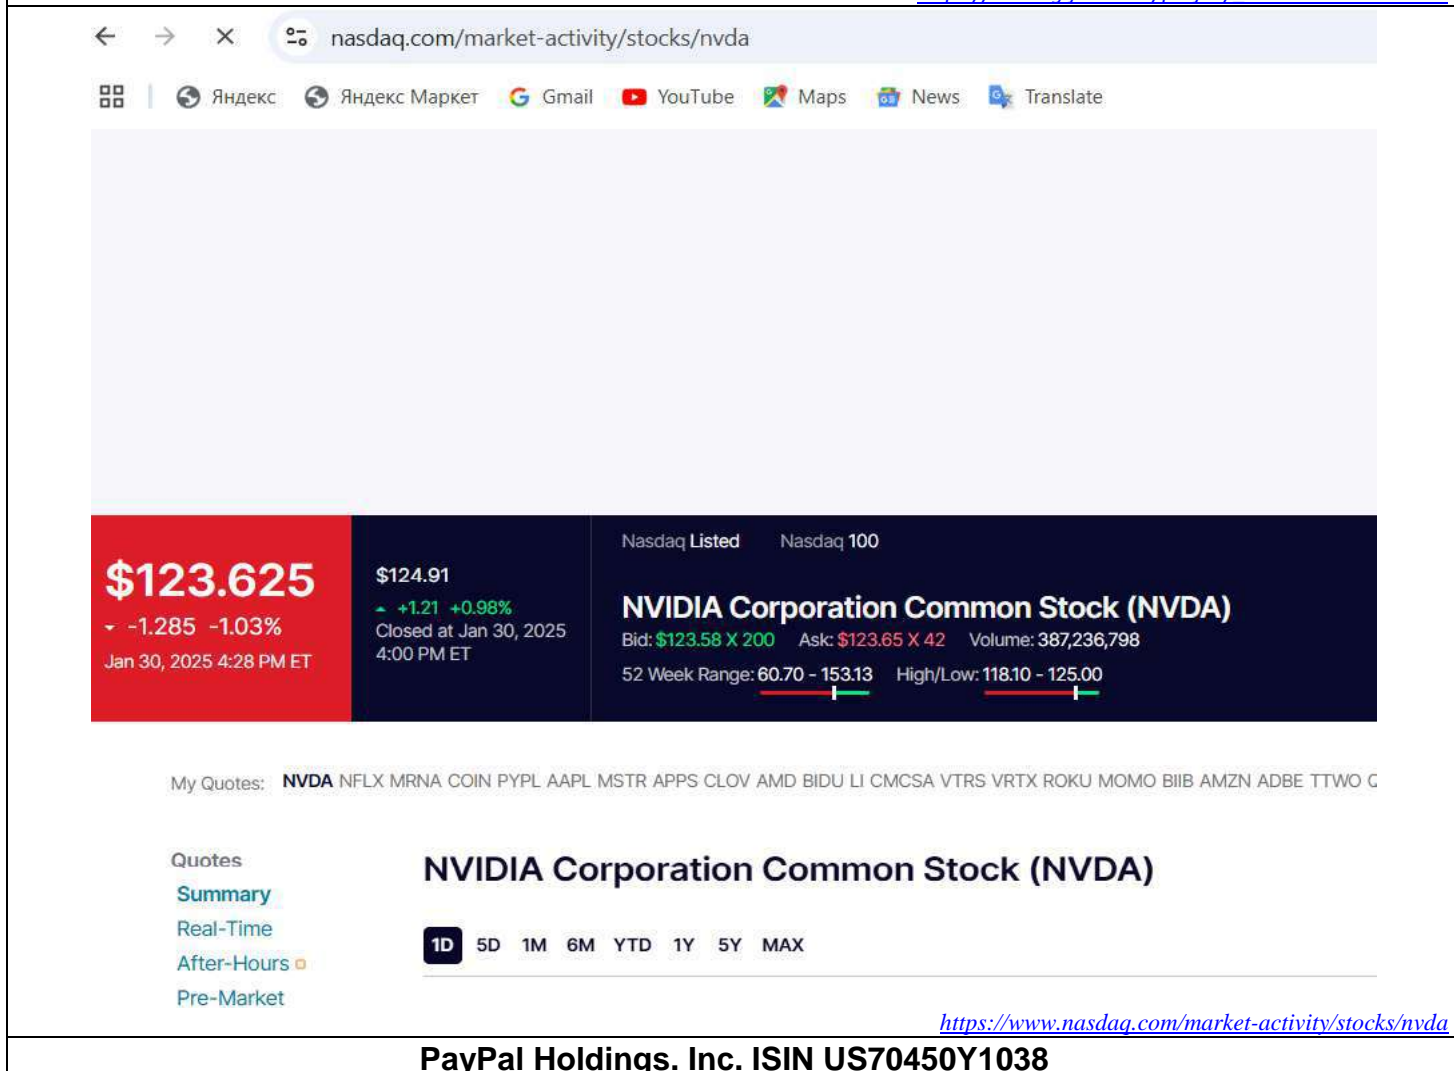 nasdaq.com/market-activity/stocks/nvda
Яндекс Яндекс Маркет Gmail YouTube Maps News Translate
$123.625
-1.285 -1.03%
Jan 30, 2025 4:28 PM ET
$124.91
+1.21 +0.98%
Closed at Jan 30, 2025
4:00 PM ET
Nasdaq Listed Nasdaq 100
NVIDIA Corporation Common Stock (NVDA)
Bid: $123.58 X 200 Ask: $123.65 X 42 Volume: 387,236,798
52 Week Range: 60.70 - 153.13 High/Low: 118.10 - 125.00
My Quotes: NVDA NFLX MRNA COIN PYPL AAPL MSTR APPS CLOV AMD BIDU LI CMCSA VTRS VRTX ROKU MOMO BIIB AMZN ADBE TTWO
Quotes
Summary
Real-Time
After-Hours
Pre-Market
NVIDIA Corporation Common Stock (NVDA)
1D 5D 1M 6M YTD 1Y 5Y MAX
https://www.nasdaq.com/market-activity/stocks/nvda
PayPal Holdings, Inc. ISIN US70450Y1038